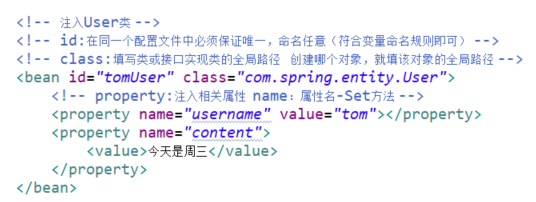 <!-- 注入User类 -->
<!-- id:在同一个配置文件中必须保证唯一，命名任意（符合变量命名规则即可） -->
<!-- class:填写类或接口实现类的全局路径 创建哪个对象，就填该对象的全局路径 -->
<bean id="tomUser" class="com.spring.entity.User">
<!-- property:注入相关属性 name：属性名-Set方法 -->
<property name="username" value="tom"></property>
<property name="content">
<value>今天是周三</value>
</property>
</bean>